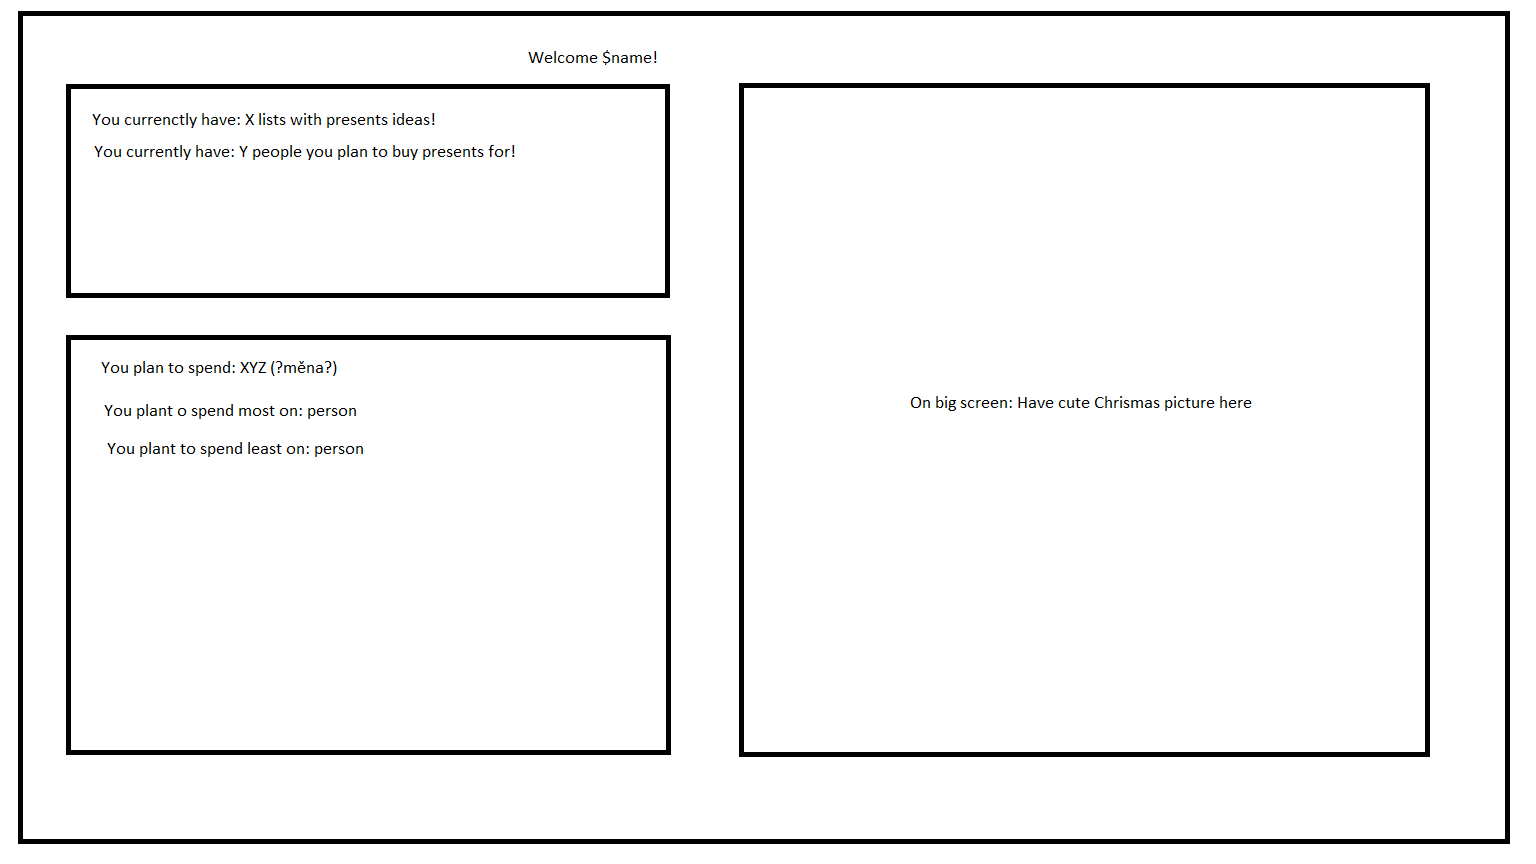 Welcome $name!
You currenctly have: X lists with presents ideas!
You currently have: Y people you plan to buy presents for!
You plan to spend: XYZ (?měna?)
You plant o spend most on: person
You plant to spend least on: person
On big screen: Have cute Chrismas picture here